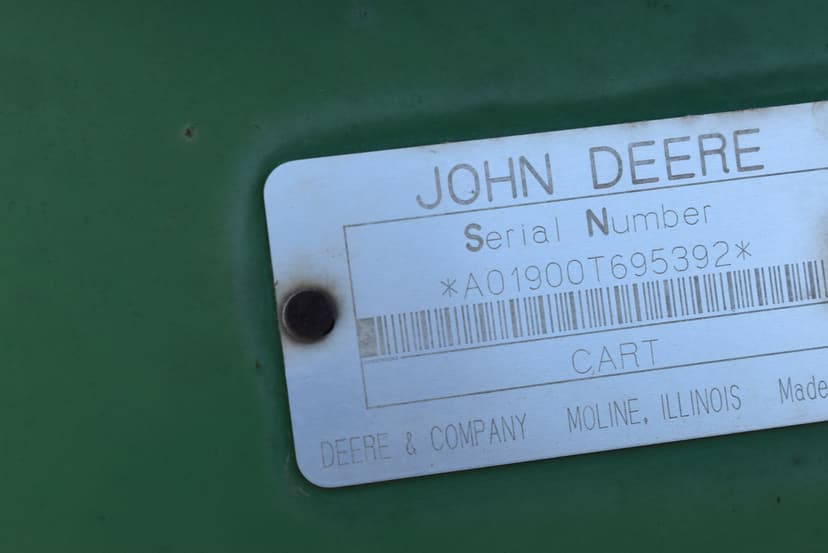 JOHN DEERE
Serial Number
*A01900T695392*
CART
DEERE & COMPANY MOLINE, ILLINOIS Made